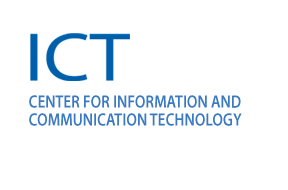 ICT
CENTER FOR INFORMATION AND
COMMUNICATION TECHNOLOGY